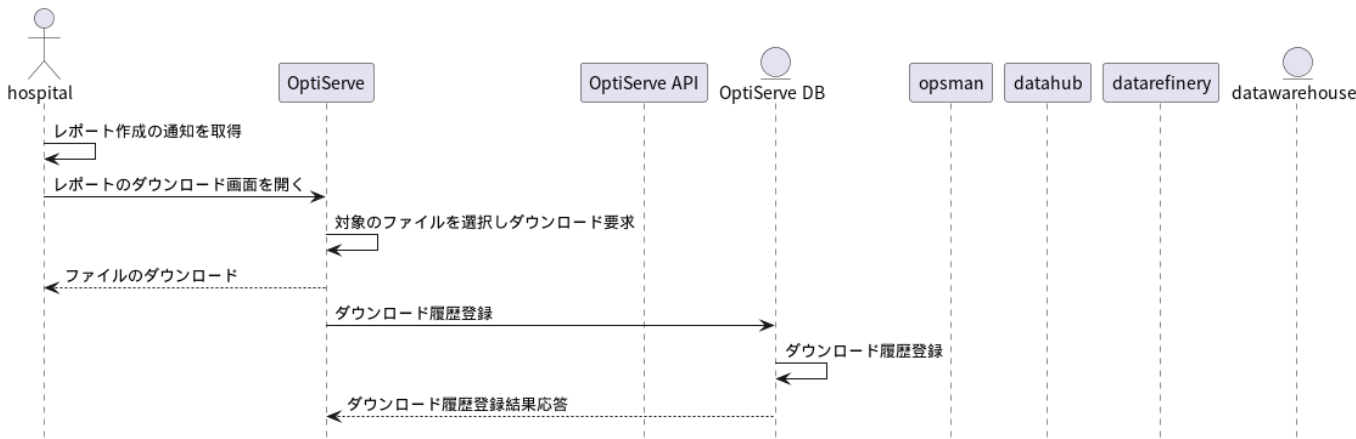 hospital
OptiServe
OptiServe API
OptiServe DB
opsman
datahub
datarefinery
datawarehouse
レポート作成の通知を取得
レポートのダウンロード画面を開く
対象のファイルを選択しダウンロード要求
ファイルのダウンロード
ダウンロード履歴登録
ダウンロード履歴登録
ダウンロード履歴登録結果応答